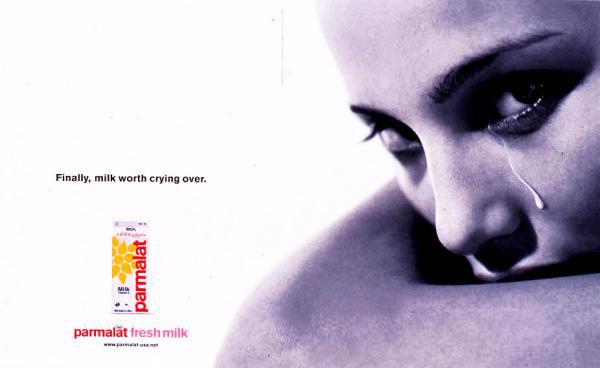 Finally, milk worth crying over.
parmalat
Milk
parmalat fresh milk
www.parmalat-usa.net